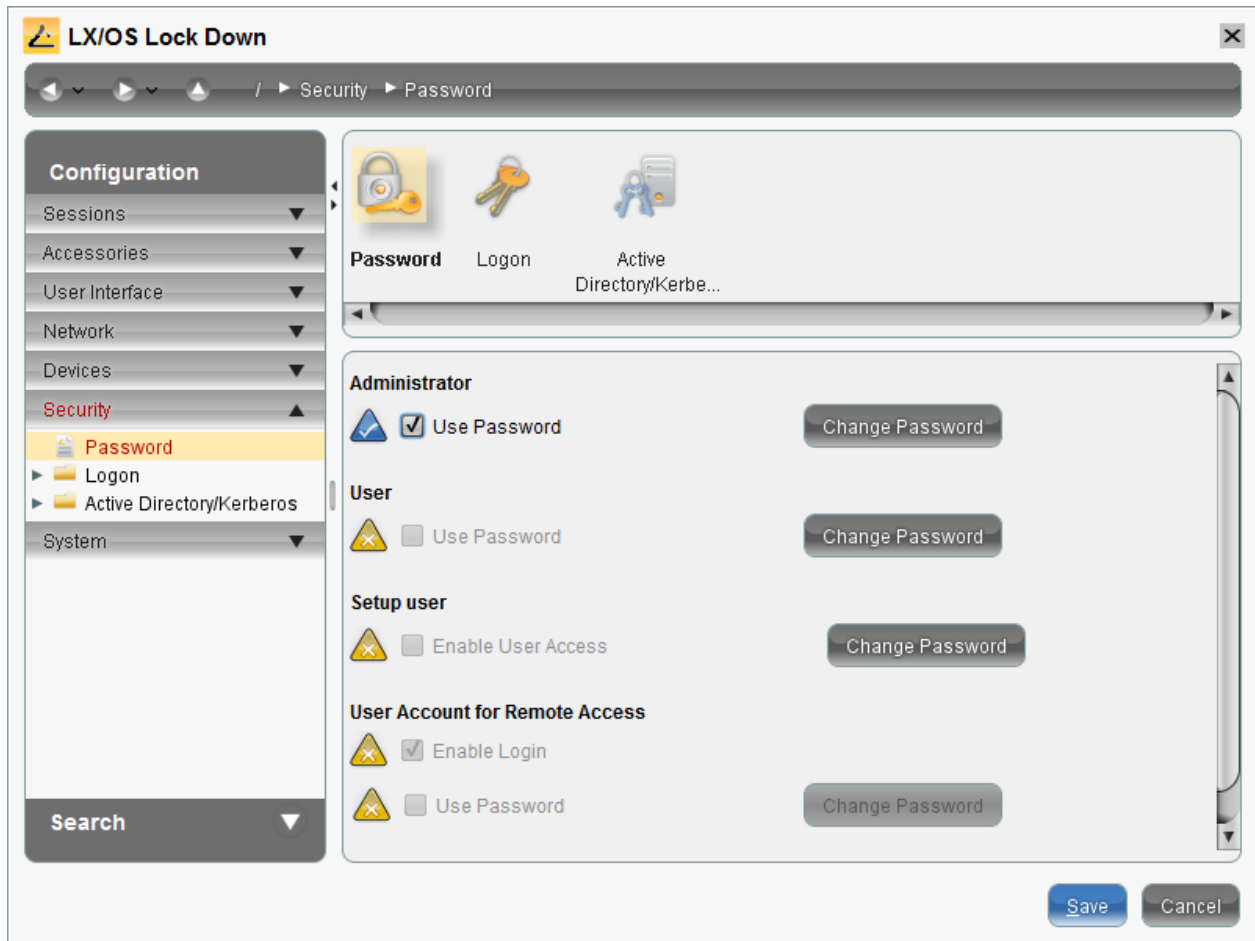 LX/OS Lock Down
/ Security Password
Configuration
Sessions
Accessories
User Interface
Network
Devices
Security
Password
Logon
Active Directory/Kerberos
System
Search
Password
Logon
Active
Directory/Kerbe...
Administrator
Use Password
Change Password
User
Use Password
Change Password
Setup user
Enable User Access
Change Password
User Account for Remote Access
Enable Login
Use Password
Change Password
Save
Cancel